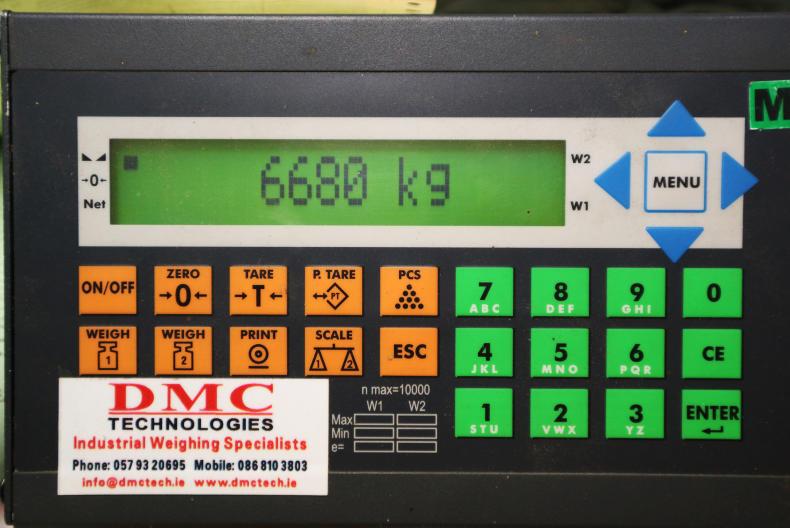 M
6680 kg
W2
→0←
Net
W1
MENU
ON/OFF
ZERO
→0←
TARE
→T←
P. TARE
PT
PCS
7
ABC
8
DEF
9
GHI
0
WEIGH
1
WEIGH
2
PRINT
SCALE
1 2
ESC
4
JKL
5
MNO
6
PQR
CE
1
STU
2
VWX
3
YZ
ENTER
n max=10000
W1 W2
Max
Min
e=
DMC
TECHNOLOGIES
Industrial Weighing Specialists
Phone: 057 93 20695 Mobile: 086 810 3803
info@dmctech.ie www.dmctech.ie